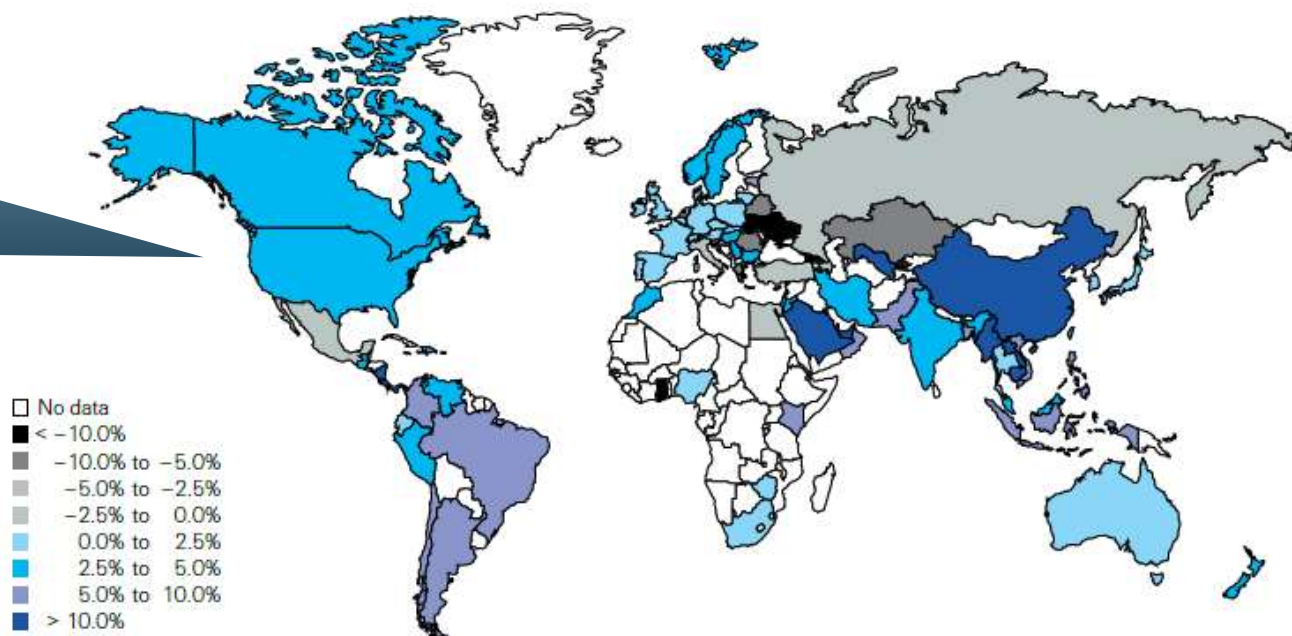 No data
< −10.0%
−10.0% to −5.0%
−5.0% to −2.5%
−2.5% to 0.0%
0.0% to 2.5%
2.5% to 5.0%
5.0% to 10.0%
> 10.0%